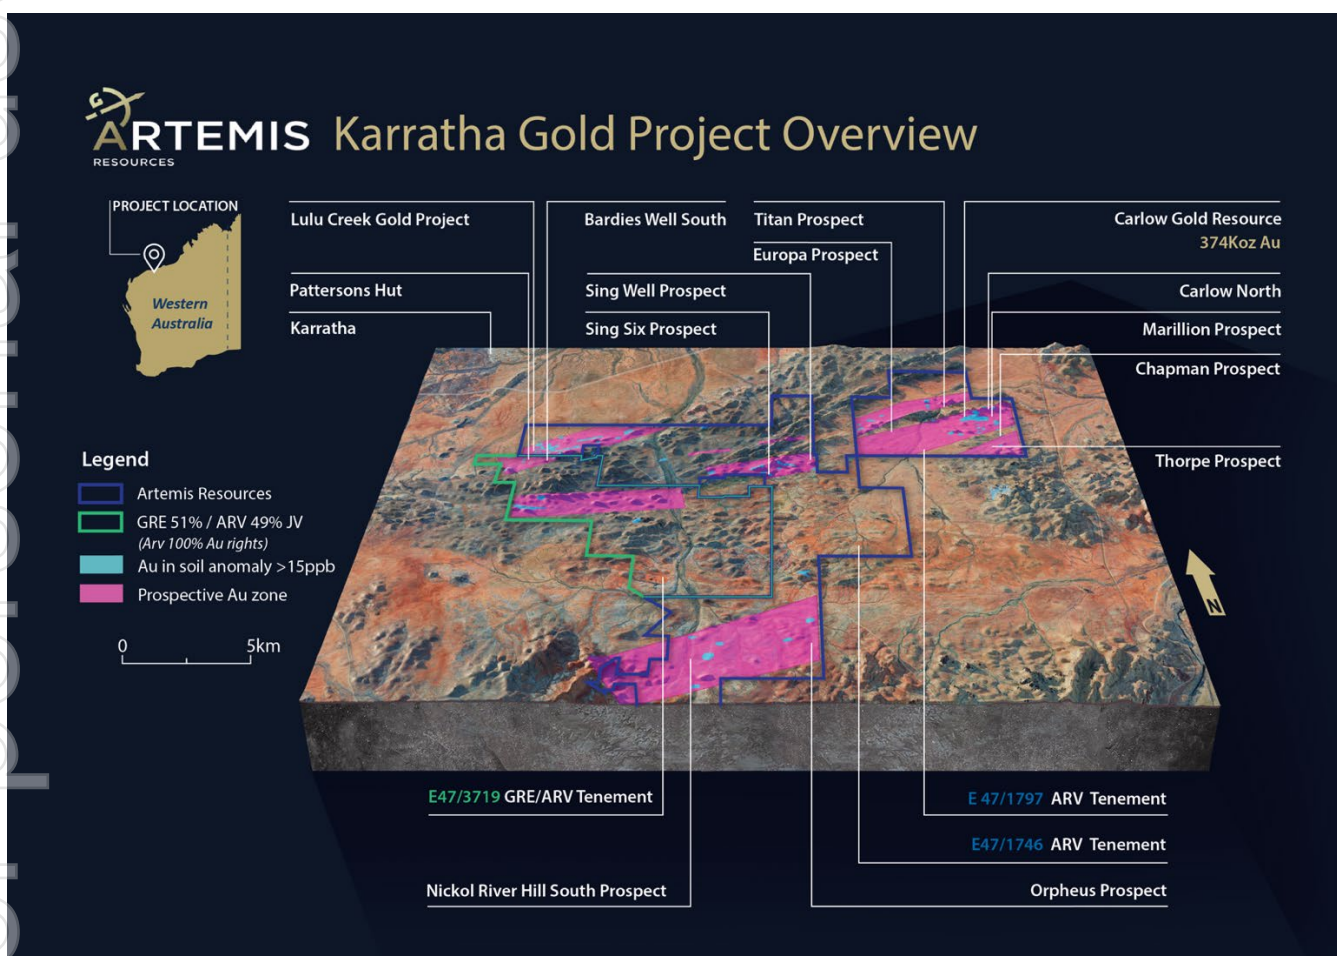 ARTEMIS
RESOURCES
Karratha Gold Project Overview
PROJECT LOCATION
Western
Australia
Lulu Creek Gold Project
Bardies Well South
Titan Prospect
Carlow Gold Resource
374Koz Au
Europa Prospect
Pattersons Hut
Sing Well Prospect
Carlow North
Karratha
Sing Six Prospect
Marillion Prospect
Chapman Prospect
Thorpe Prospect
Legend
Artemis Resources
GRE 51% / ARV 49% JV
(Arv 100% Au rights)
Au in soil anomaly >15ppb
Prospective Au zone
0 5km
N
E47/3719 GRE/ARV Tenement
E 47/1797 ARV Tenement
E47/1746 ARV Tenement
Nickol River Hill South Prospect
Orpheus Prospect